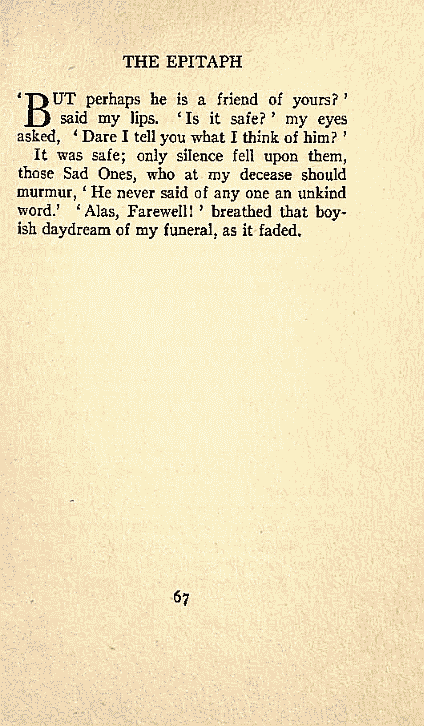 THE EPITAPH
‘BUT perhaps he is a friend of yours?’
said my lips. ‘Is it safe?’ my eyes
asked, ‘Dare I tell you what I think of him?’
It was safe; only silence fell upon them,
those Sad Ones, who at my decease should
murmur, ‘He never said of any one an unkind
word.’ ‘Alas, Farewell!’ breathed that boy-
ish daydream of my funeral, as it faded.
67